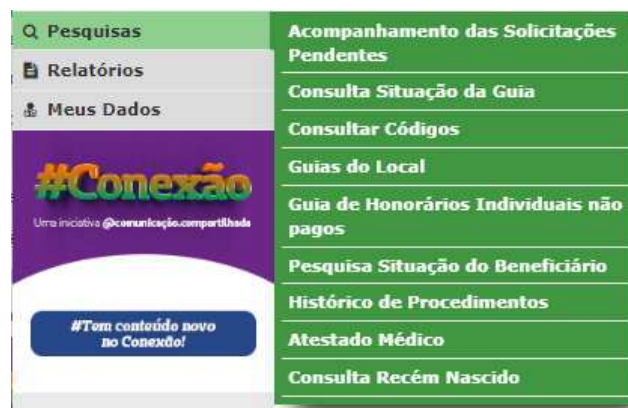 Pesquisas
Relatórios
Meus Dados
#Conexão
Uma iniciativa @comunicação.compartilhada
#Tem conteúdo novo
no Conexão!
Acompanhamento das Solicitações
Pendentes
Consulta Situação da Guia
Consultar Códigos
Guias do Local
Guia de Honorários Individuais não
pagos
Pesquisa Situação do Beneficiário
Histórico de Procedimentos
Atestado Médico
Consulta Recém Nascido